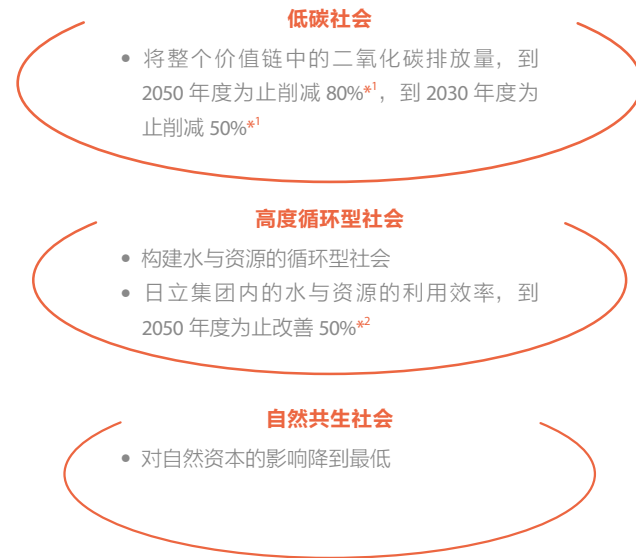 低碳社会
• 将整个价值链中的二氧化碳排放量，到
2050 年度为止削减 80%*1，到 2030 年度为
止削减 50%*1
高度循环型社会
• 构建水与资源的循环型社会
• 日立集团内的水与资源的利用效率，到
2050 年度为止改善 50%*2
自然共生社会
• 对自然资本的影响降到最低